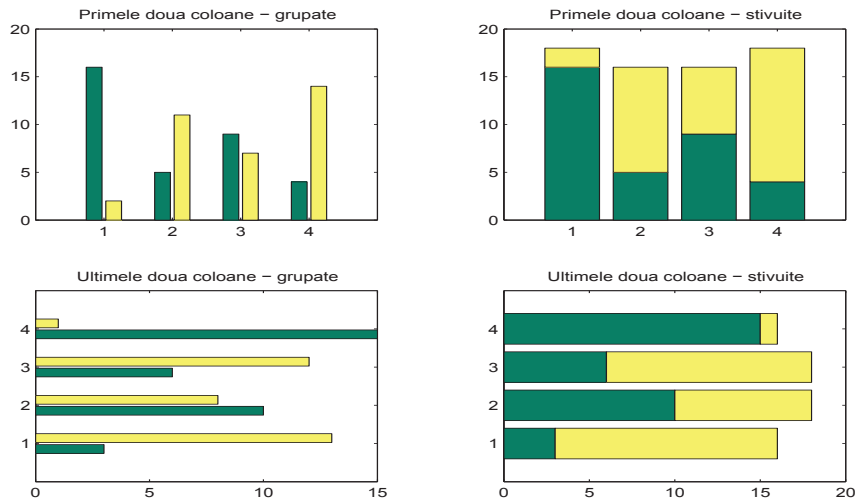 Primele doua coloane − grupate
20
15
10
5
0
1 2 3 4
Primele doua coloane − stivuite
20
15
10
5
0
1 2 3 4
Ultimele doua coloane − grupate
4
3
2
1
0 5 10 15
Ultimele doua coloane − stivuite
4
3
2
1
0 5 10 15 20